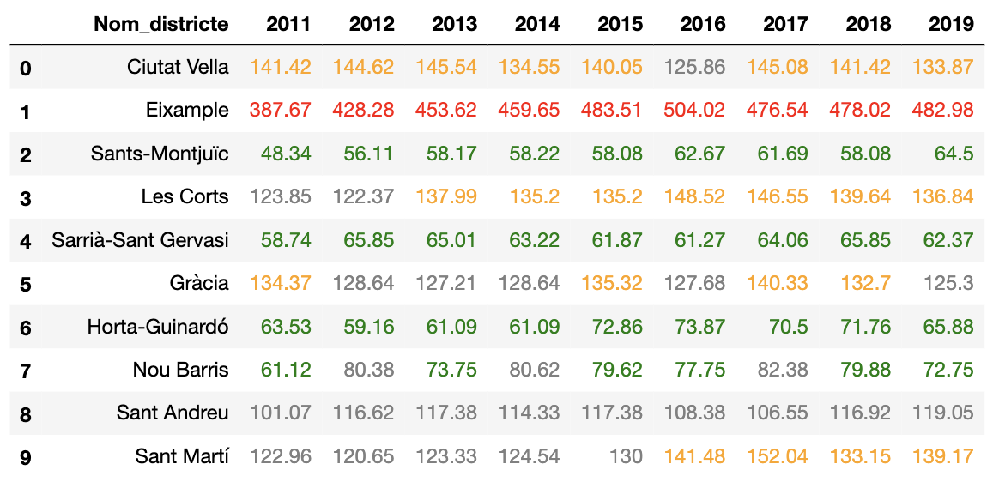 Nom_districte 2011 2012 2013 2014 2015 2016 2017 2018 2019
0 Ciutat Vella 141.42 144.62 145.54 134.55 140.05 125.86 145.08 141.42 133.87
1 Eixample 387.67 428.28 453.62 459.65 483.51 504.02 476.54 478.02 482.98
2 Sants-Montjuïc 48.34 56.11 58.17 58.22 58.08 62.67 61.69 58.08 64.5
3 Les Corts 123.85 122.37 137.99 135.2 135.2 148.52 146.55 139.64 136.84
4 Sarrià-Sant Gervasi 58.74 65.85 65.01 63.22 61.87 61.27 64.06 65.85 62.37
5 Gràcia 134.37 128.64 127.21 128.64 135.32 127.68 140.33 132.7 125.3
6 Horta-Guinardó 63.53 59.16 61.09 61.09 72.86 73.87 70.5 71.76 65.88
7 Nou Barris 61.12 80.38 73.75 80.62 79.62 77.75 82.38 79.88 72.75
8 Sant Andreu 101.07 116.62 117.38 114.33 117.38 108.38 106.55 116.92 119.05
9 Sant Martí 122.96 120.65 123.33 124.54 130 141.48 152.04 133.15 139.17